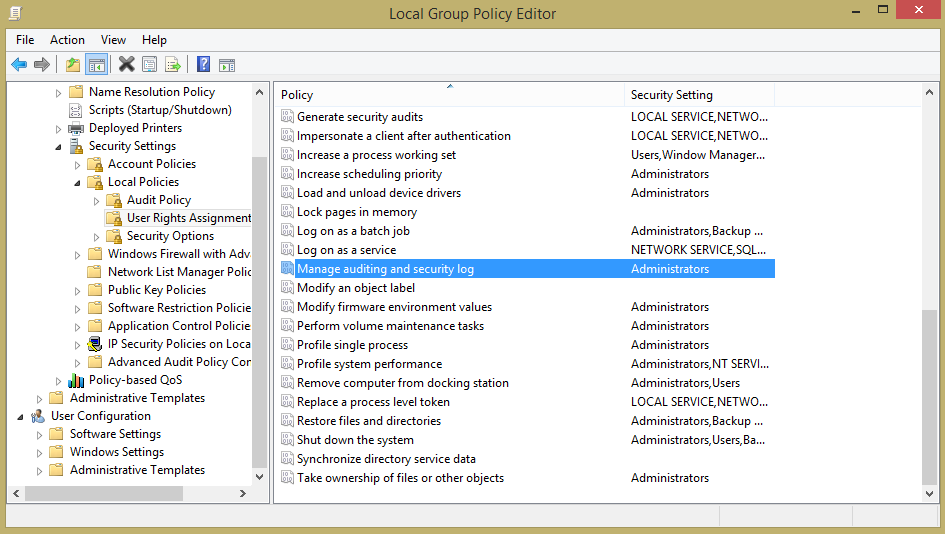 Local Group Policy Editor
File Action View Help
Name Resolution Policy
Scripts (Startup/Shutdown)
Deployed Printers
Security Settings
Account Policies
Local Policies
Audit Policy
User Rights Assignment
Security Options
Windows Firewall with Adv
Network List Manager Polic
Public Key Policies
Software Restriction Policie
Application Control Policie
IP Security Policies on Loca
Advanced Audit Policy Con
Policy-based QoS
Administrative Templates
User Configuration
Software Settings
Windows Settings
Administrative Templates
Policy Security Setting
Generate security audits LOCAL SERVICE,NETWO...
Impersonate a client after authentication
Increase a process working set Users,Window Manager...
Increase scheduling priority Administrators
Load and unload device drivers Administrators
Lock pages in memory
Log on as a batch job Administrators,Backup ...
Log on as a service NETWORK SERVICE,SQL...
Manage auditing and security log Administrators
Modify an object label
Modify firmware environment values Administrators
Perform volume maintenance tasks Administrators
Profile single process Administrators
Profile system performance Administrators,NT SERVI...
Remove computer from docking station Administrators,Users
Replace a process level token LOCAL SERVICE,NETWO...
Restore files and directories Administrators,Backup ...
Shut down the system Administrators,Users,Ba...
Synchronize directory service data
Take ownership of files or other objects Administrators